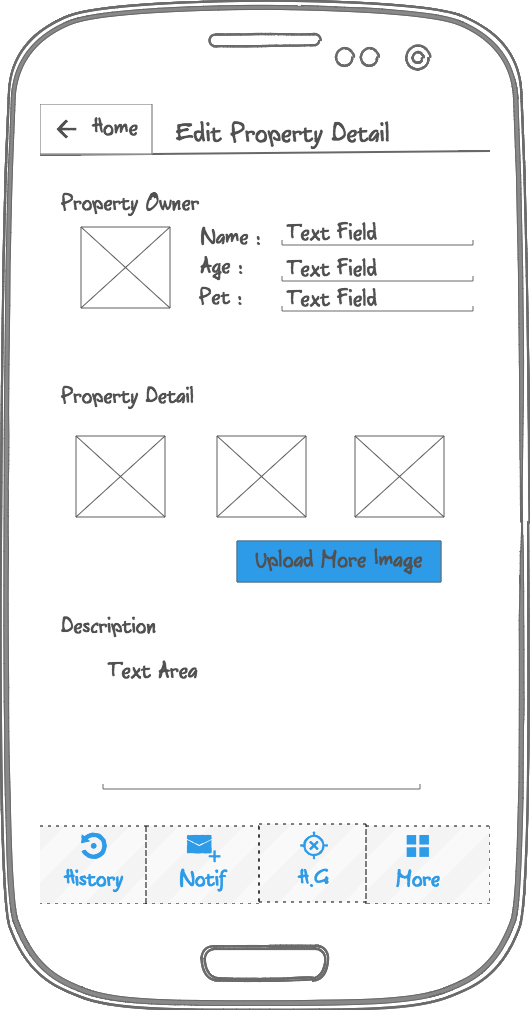 Home
Edit Property Detail
Property Owner
Name : Text Field
Age : Text Field
Pet : Text Field
Property Detail
Upload More Image
Description
Text Area
History Notif H.G More